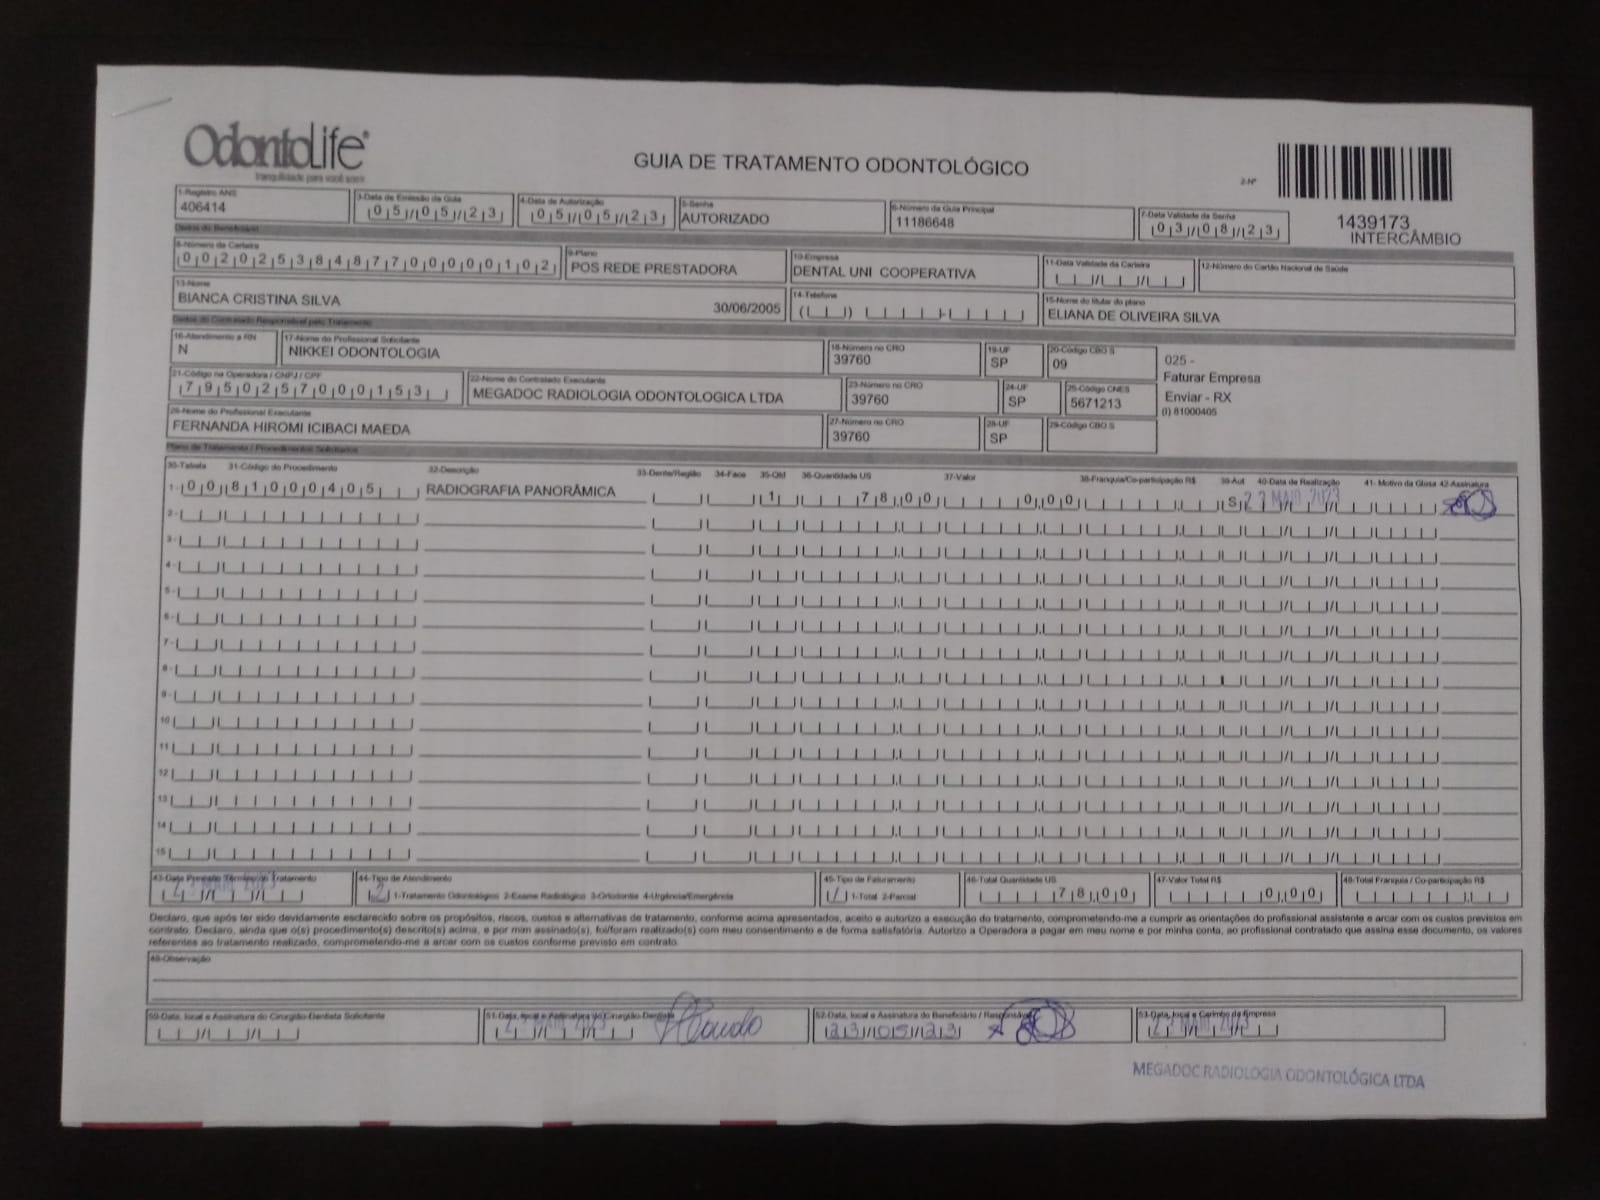 OdontoLife®
tranquilidade para você sorrir
GUIA DE TRATAMENTO ODONTOLÓGICO
2-Nº
1439173
INTERCÂMBIO
1-Registro ANS
406414
3-Data de Emissão da Guia
05/05/23
4-Data de Autorização
05/05/23
5-Senha
AUTORIZADO
6-Número da Guia Principal
11186648
7-Data Validade da Senha
03/08/23
Dados do Beneficiário
8-Número da Carteira
00202538487700000102
9-Plano
POS REDE PRESTADORA
10-Empresa
DENTAL UNI COOPERATIVA
11-Data Validade da Carteira
12-Número do Cartão Nacional de Saúde
13-Nome
BIANCA CRISTINA SILVA 30/06/2005
14-Telefone
15-Nome do titular do plano
ELIANA DE OLIVEIRA SILVA
Dados do Contratado Responsável pelo Tratamento
16-Atendimento a RN
N
17-Nome do Profissional Solicitante
NIKKEI ODONTOLOGIA
18-Número no CRO
39760
19-UF
SP
20-Código CBO S
09
025 -
Faturar Empresa
Enviar - RX
(I) 81000405
21-Código na Operadora / CNPJ / CPF
79502570000153
22-Nome do Contratado Executante
MEGADOC RADIOLOGIA ODONTOLOGICA LTDA
23-Número no CRO
39760
24-UF
SP
25-Código CNES
5671213
26-Nome do Profissional Executante
FERNANDA HIROMI ICIBACI MAEDA
27-Número no CRO
39760
28-UF
SP
29-Código CBO S
Plano de Tratamento / Procedimentos Solicitados
30-Tabela 31-Código do Procedimento 32-Descrição 33-Dente/Região 34-Face 35-Qtd 36-Quantidade US 37-Valor 38-Franquia/Co-participação R$ 39-Aut 40-Data de Realização 41- Motivo da Glosa 42-Assinatura
1- 00 81000405 RADIOGRAFIA PANORÂMICA 1 78,00 0,00 S 23 MAIO 2023
2-
3-
4-
5-
6-
7-
8-
9-
10
11
12
13
14
15
43-Data Previsão Término do Tratamento
44-Tipo de Atendimento
2 1-Tratamento Odontológico 2-Exame Radiológico 3-Ortodontia 4-Urgência/Emergência
45-Tipo de Faturamento
1-Total 2-Parcial
46-Total Quantidade US
78,00
47-Valor Total R$
0,00
48-Total Franquia / Co-participação R$
Declaro, que após ter sido devidamente esclarecido sobre os propósitos, riscos, custos e alternativas de tratamento, conforme acima apresentados, aceito e autorizo a execução do tratamento, comprometendo-me a cumprir as orientações do profissional assistente e arcar com os custos previstos em
contrato. Declaro, ainda que o(s) procedimento(s) descrito(s) acima, e por mim assinado(s), foi/foram realizado(s) com meu consentimento e de forma satisfatória. Autorizo a Operadora a pagar em meu nome e por minha conta, ao profissional contratado que assina esse documento, os valores
referentes ao tratamento realizado, comprometendo-me a arcar com os custos conforme previsto em contrato.
49-Observação
50-Data, local e Assinatura do Cirurgião-Dentista Solicitante
51-Data, local e Assinatura do Cirurgião-Dentista
52-Data, local e Assinatura do Beneficiário / Responsável
23/05/23
53-Data, local e Carimbo da Empresa
MEGADOC RADIOLOGIA ODONTOLÓGICA LTDA